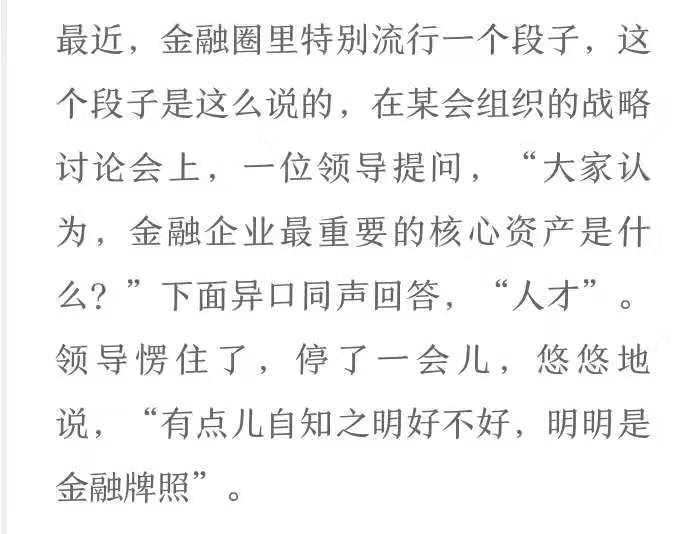 最近，金融圈里特别流行一个段子，这
个段子是这么说的，在某会组织的战略
讨论会上，一位领导提问，“大家认
为，金融企业最重要的核心资产是什
么？”下面异口同声回答，“人才”。
领导愣住了，停了一会儿，悠悠地
说，“有点儿自知之明好不好，明明是
金融牌照”。